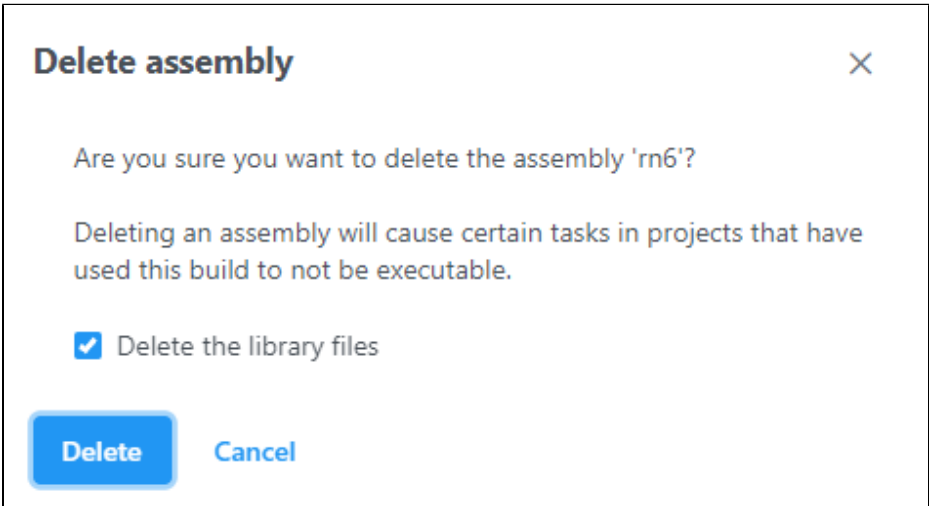 Delete assembly
Are you sure you want to delete the assembly 'rn6'?
Deleting an assembly will cause certain tasks in projects that have
used this build to not be executable.
Delete the library files
Delete
Cancel